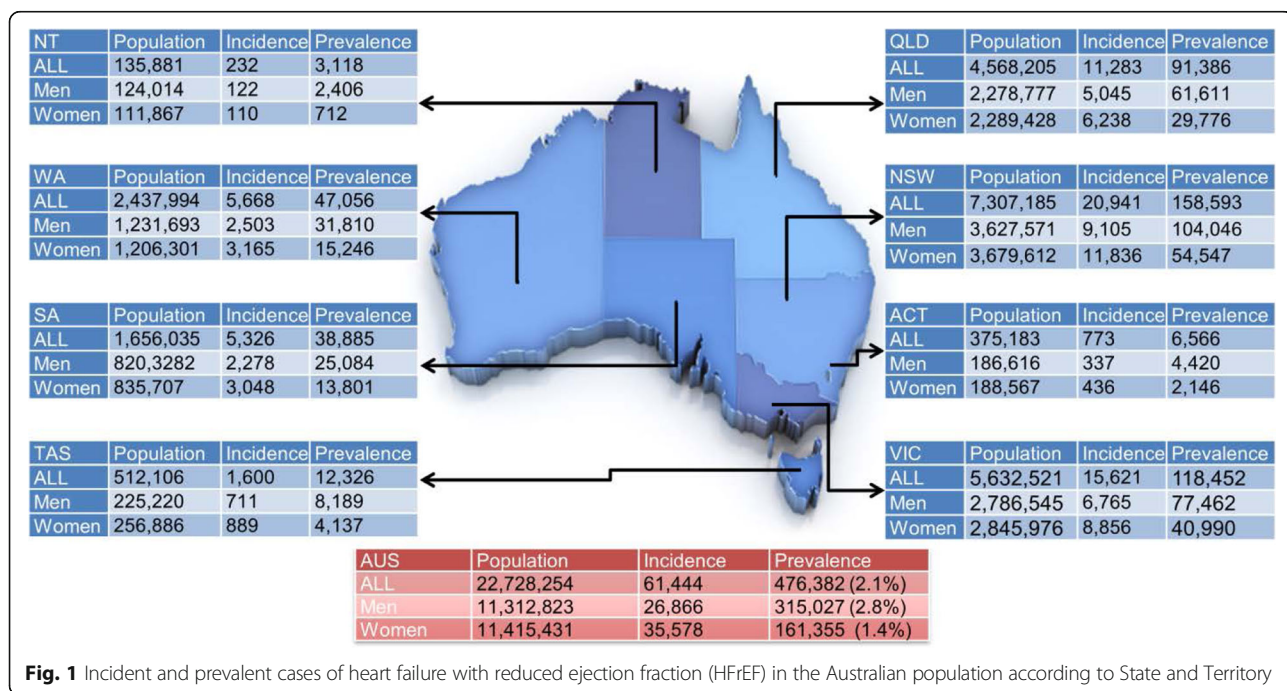 NT Population Incidence Prevalence
ALL 135,881 232 3,118
Men 124,014 122 2,406
Women 111,867 110 712
WA Population Incidence Prevalence
ALL 2,437,994 5,668 47,056
Men 1,231,693 2,503 31,810
Women 1,206,301 3,165 15,246
SA Population Incidence Prevalence
ALL 1,656,035 5,326 38,885
Men 820,3282 2,278 25,084
Women 835,707 3,048 13,801
TAS Population Incidence Prevalence
ALL 512,106 1,600 12,326
Men 225,220 711 8,189
Women 256,886 889 4,137
QLD Population Incidence Prevalence
ALL 4,568,205 11,283 91,386
Men 2,278,777 5,045 61,611
Women 2,289,428 6,238 29,776
NSW Population Incidence Prevalence
ALL 7,307,185 20,941 158,593
Men 3,627,571 9,105 104,046
Women 3,679,612 11,836 54,547
ACT Population Incidence Prevalence
ALL 375,183 773 6,566
Men 186,616 337 4,420
Women 188,567 436 2,146
VIC Population Incidence Prevalence
ALL 5,632,521 15,621 118,452
Men 2,786,545 6,765 77,462
Women 2,845,976 8,856 40,990
AUS Population Incidence Prevalence
ALL 22,728,254 61,444 476,382 (2.1%)
Men 11,312,823 26,866 315,027 (2.8%)
Women 11,415,431 35,578 161,355 (1.4%)
Fig. 1 Incident and prevalent cases of heart failure with reduced ejection fraction (HFrEF) in the Australian population according to State and Territory